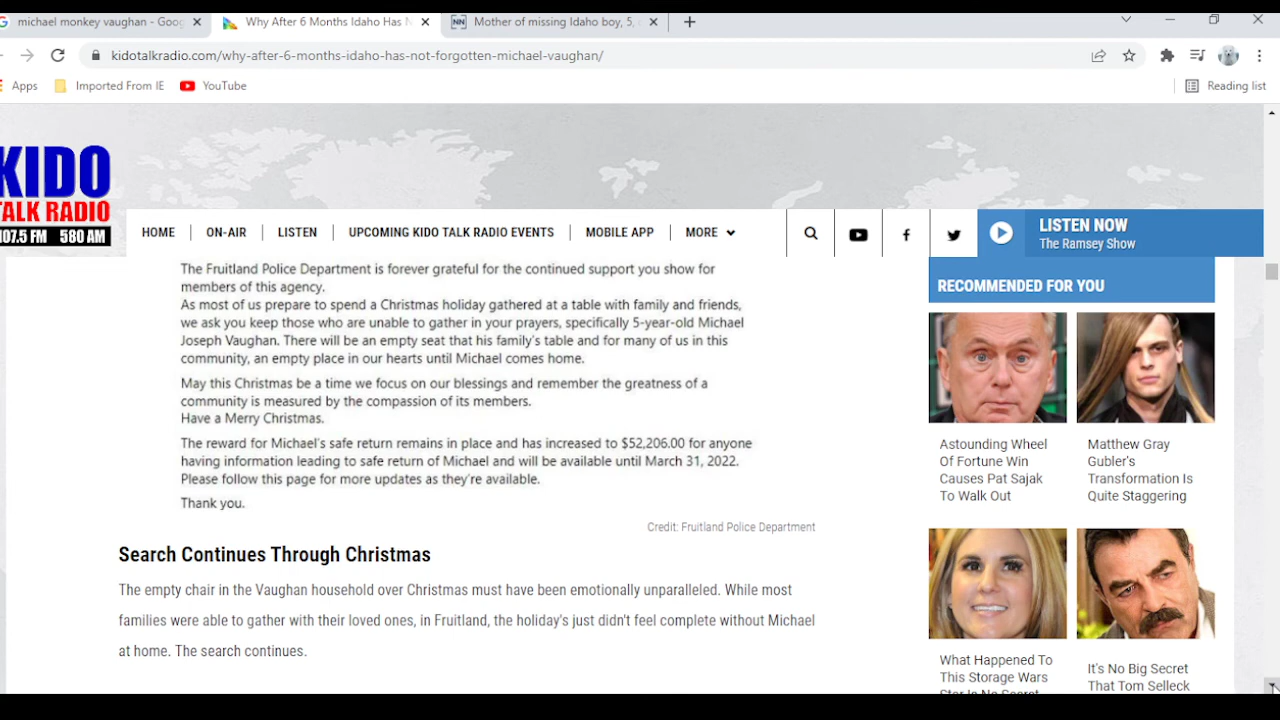 michael monkey vaughan - Goog
Why After 6 Months Idaho Has N
NN
Mother of missing Idaho boy, 5,
kidotalkradio.com/why-after-6-months-idaho-has-not-forgotten-michael-vaughan/
Apps
Imported From IE
YouTube
Reading list
KIDO
TALK RADIO
107.5 FM 580 AM
HOME
ON-AIR
LISTEN
UPCOMING KIDO TALK RADIO EVENTS
MOBILE APP
MORE
LISTEN NOW
The Ramsey Show
The Fruitland Police Department is forever grateful for the continued support you show for
members of this agency.
As most of us prepare to spend a Christmas holiday gathered at a table with family and friends,
we ask you keep those who are unable to gather in your prayers, specifically 5-year-old Michael
Joseph Vaughan. There will be an empty seat that his family's table and for many of us in this
community, an empty place in our hearts until Michael comes home.
May this Christmas be a time we focus on our blessings and remember the greatness of a
community is measured by the compassion of its members.
Have a Merry Christmas.
The reward for Michael's safe return remains in place and has increased to $52,206.00 for anyone
having information leading to safe return of Michael and will be available until March 31, 2022.
Please follow this page for more updates as they're available.
Thank you.
Credit: Fruitland Police Department
Search Continues Through Christmas
The empty chair in the Vaughan household over Christmas must have been emotionally unparalleled. While most
families were able to gather with their loved ones, in Fruitland, the holiday's just didn't feel complete without Michael
at home. The search continues.
RECOMMENDED FOR YOU
Astounding Wheel
Of Fortune Win
Causes Pat Sajak
To Walk Out
Matthew Gray
Gubler's
Transformation Is
Quite Staggering
What Happened To
This Storage Wars
Star Is No Secret
It's No Big Secret
That Tom Selleck